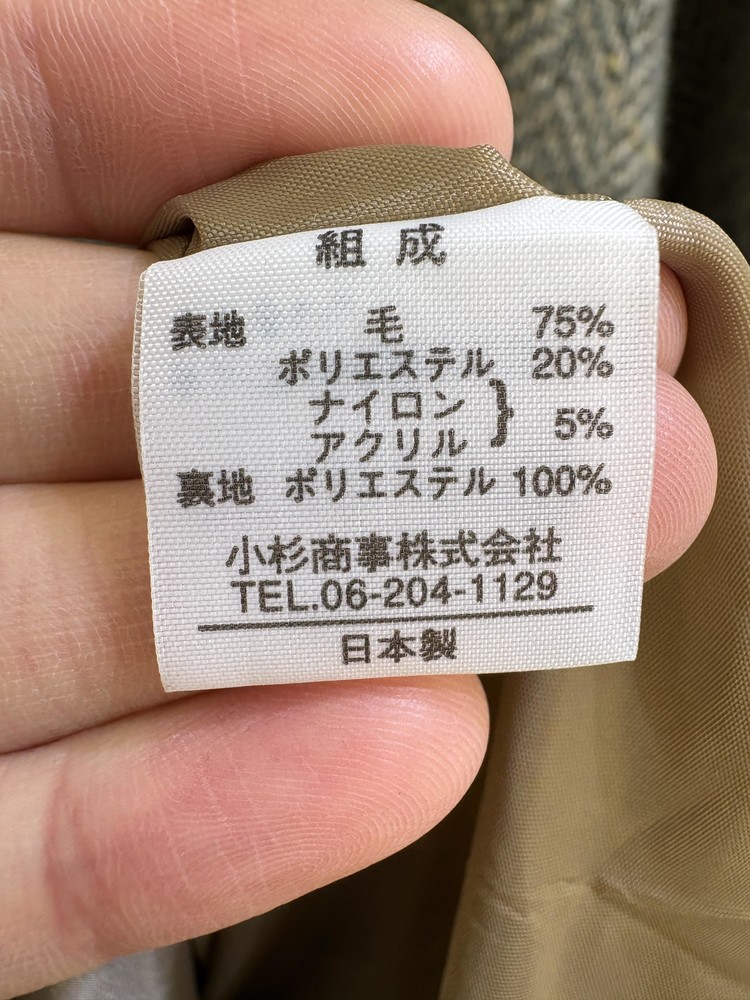 組成
表地 毛 75%
ポリエステル 20%
ナイロン
アクリル } 5%
裏地 ポリエステル 100%
小杉商事株式会社
TEL.06-204-1129
日本製